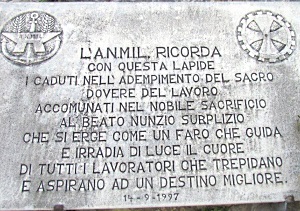 L'ANMIL, RICORDA
CON QUESTA LAPIDE
I CADUTI NELL'ADEMPIMENTO DEL SACRO
DOVERE DEL LAVORO
ACCOMUNATI NEL NOBILE SACRIFICIO
AL BEATO NUNZIO SURPLIZIO
CHE SI ERGE COME UN FARO CHE GUIDA
E IRRADIA DI LUCE IL CUORE
DI TUTTI I LAVORATORI CHE TREPIDANO
E ASPIRANO AD UN DESTINO MIGLIORE.
14-9-1997